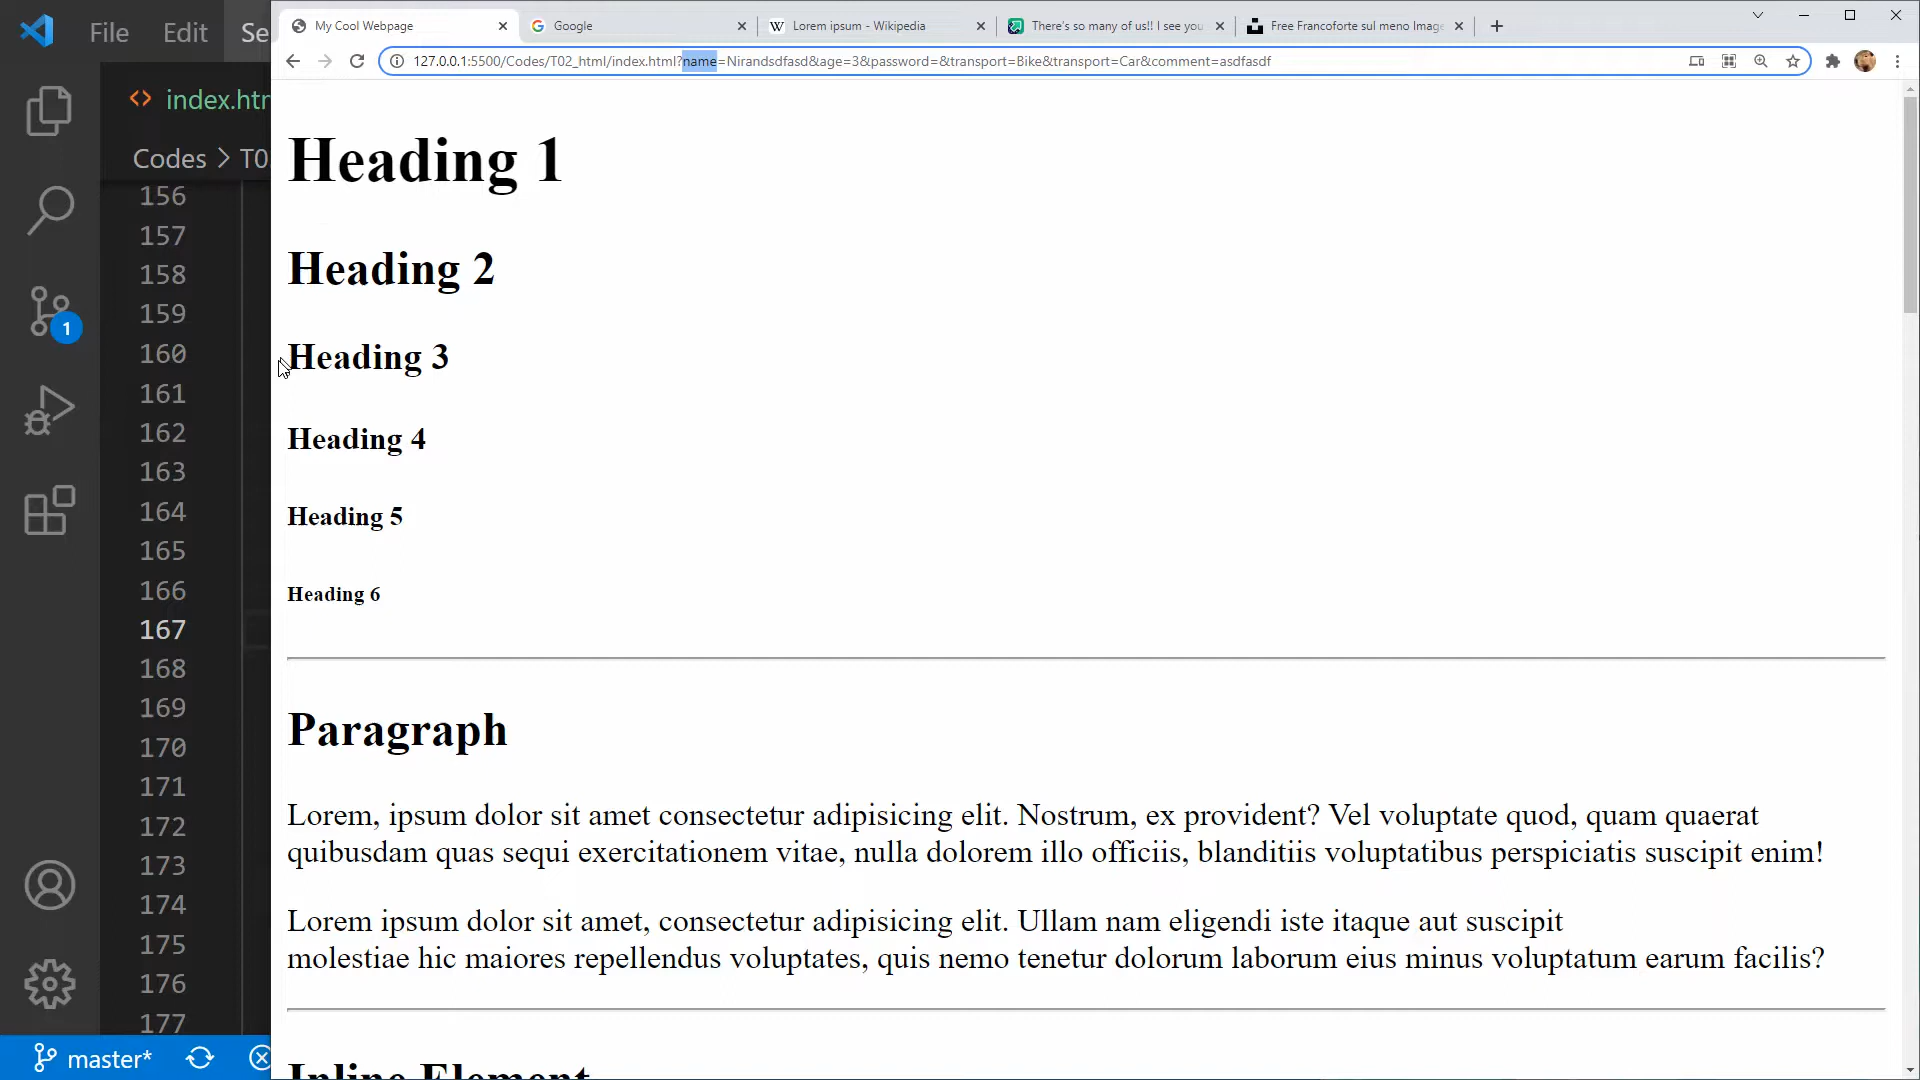 File Edit Se
My Cool Webpage
Google
Lorem ipsum - Wikipedia
There's so many of us!! I see you
Free Francoforte sul meno Image
127.0.0.1:5500/Codes/T02_html/index.html?name=Nirandsdfasd&age=3&password=&transport=Bike&transport=Car&comment=asdfasdf
index.htm
Codes > T0
156
157
158
159
160
161
162
163
164
165
166
167
168
169
170
171
172
173
174
175
176
177
1
master*
Heading 1
Heading 2
Heading 3
Heading 4
Heading 5
Heading 6
Paragraph
Lorem, ipsum dolor sit amet consectetur adipisicing elit. Nostrum, ex provident? Vel voluptate quod, quam quaerat
quibusdam quas sequi exercitationem vitae, nulla dolorem illo officiis, blanditiis voluptatibus perspiciatis suscipit enim!
Lorem ipsum dolor sit amet, consectetur adipisicing elit. Ullam nam eligendi iste itaque aut suscipit
molestiae hic maiores repellendus voluptates, quis nemo tenetur dolorum laborum eius minus voluptatum earum facilis?
Inline Element